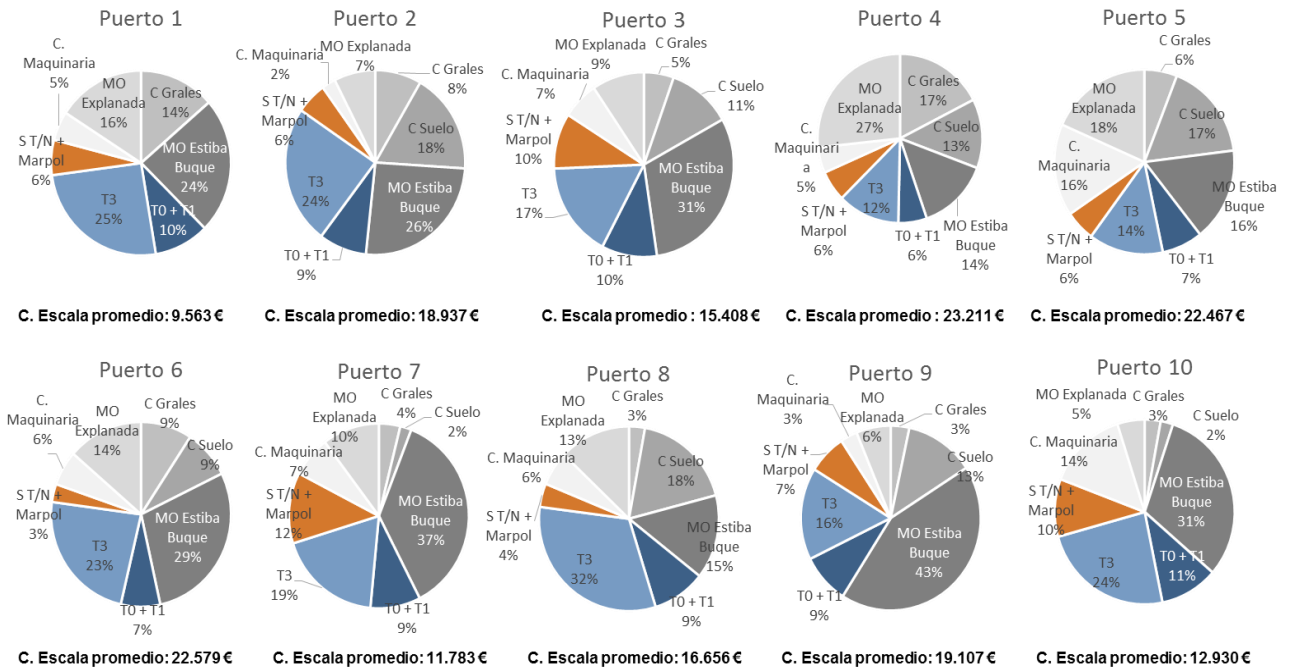 Puerto 1
C. Maquinaria
5%
MO Explanada
16%
C Grales
14%
MO Estiba Buque
24%
T0 + T1
10%
T3
25%
S T/N + Marpol
6%
C. Escala promedio: 9.563 €
Puerto 2
C. Maquinaria
2%
MO Explanada
7%
C Grales
8%
C Suelo
18%
MO Estiba Buque
26%
T0 + T1
9%
T3
24%
S T/N + Marpol
6%
C. Escala promedio: 18.937 €
Puerto 3
MO Explanada
9%
C Grales
5%
C Suelo
11%
MO Estiba Buque
31%
T0 + T1
10%
T3
17%
S T/N + Marpol
10%
C. Maquinaria
7%
C. Escala promedio : 15.408 €
Puerto 4
MO Explanada
27%
C Grales
17%
C Suelo
13%
MO Estiba Buque
14%
T0 + T1
6%
T3
12%
S T/N + Marpol
6%
C. Maquinaria
5%
C. Escala promedio : 23.211 €
Puerto 5
MO Explanada
18%
C Grales
6%
C Suelo
17%
MO Estiba Buque
16%
T0 + T1
7%
T3
14%
S T/N + Marpol
6%
C. Maquinaria
16%
C. Escala promedio: 22.467 €
Puerto 6
C. Maquinaria
6%
MO Explanada
14%
C Grales
9%
C Suelo
9%
MO Estiba Buque
29%
T0 + T1
7%
T3
23%
S T/N + Marpol
3%
C. Escala promedio: 22.579 €
Puerto 7
MO Explanada
10%
C Grales
4%
C Suelo
2%
MO Estiba Buque
37%
T0 + T1
9%
T3
19%
S T/N + Marpol
12%
C. Maquinaria
7%
C. Escala promedio: 11.783 €
Puerto 8
MO Explanada
13%
C Grales
3%
C Suelo
18%
MO Estiba Buque
15%
T0 + T1
9%
T3
32%
S T/N + Marpol
4%
C. Maquinaria
6%
C. Escala promedio: 16.656 €
Puerto 9
C. Maquinaria
3%
MO Explanada
6%
C Grales
3%
C Suelo
13%
MO Estiba Buque
43%
T0 + T1
9%
T3
16%
S T/N + Marpol
7%
C. Escala promedio: 19.107 €
Puerto 10
MO Explanada
5%
C Grales
3%
C Suelo
2%
MO Estiba Buque
31%
T0 + T1
11%
T3
24%
S T/N + Marpol
10%
C. Maquinaria
14%
C. Escala promedio: 12.930 €